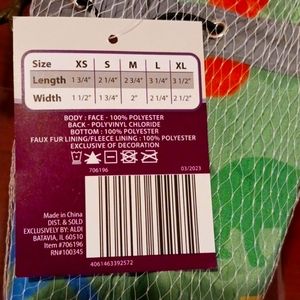 Size XS S M L XL
Length 1 3/4" 2 1/4" 2 3/4" 3 1/4" 3 1/2"
Width 1 1/2" 1 3/4" 2" 2 1/4" 2 1/2"
BODY : FACE - 100% POLYESTER
BACK - POLYVINYL CHLORIDE
BOTTOM : 100% POLYESTER
FAUX FUR LINING/FLEECE LINING : 100% POLYESTER
EXCLUSIVE OF DECORATION
706196 03/2023
Made in China
DIST. & SOLD
EXCLUSIVELY BY: ALDI
BATAVIA, IL 60510
Item #706196
RN#100345
4061463392572